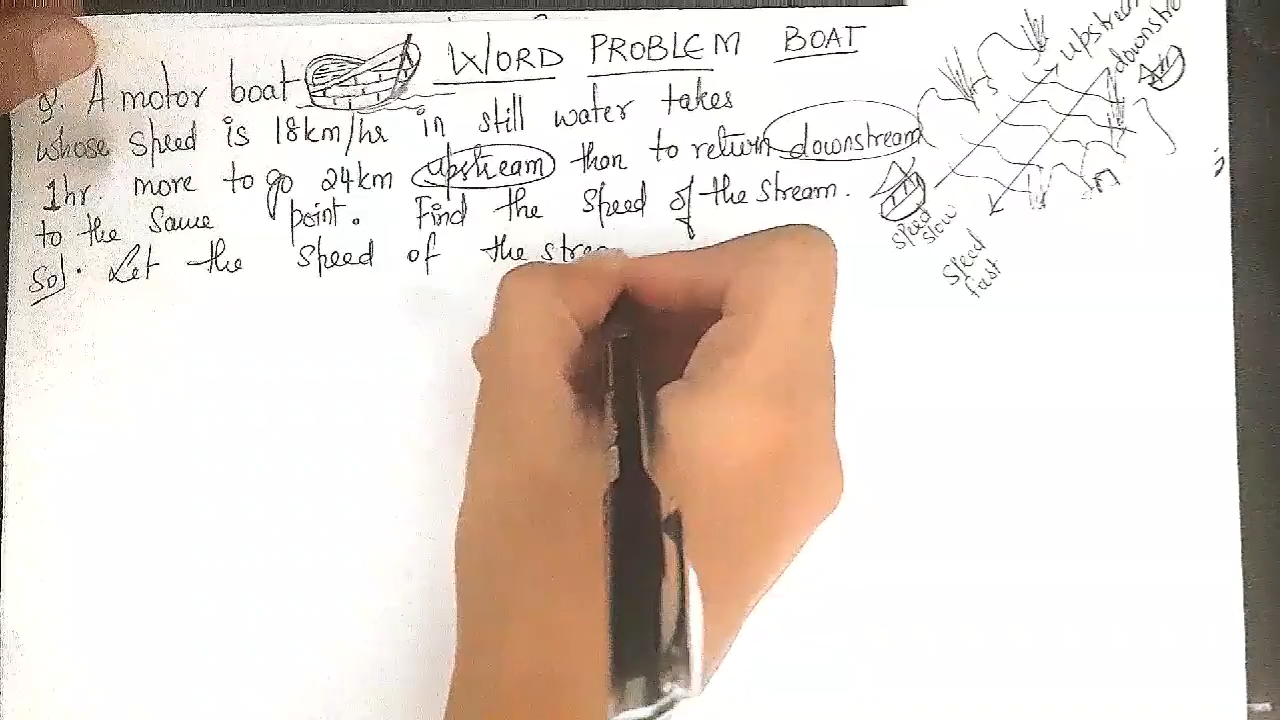 WORD PROBLEM BOAT
Q. A motor boat
whose speed is 18km/hr in still water takes
1hr. more to go 24km upstream than to return downstream
to the same point. Find the speed of the stream.
Sol. Let the speed of the strea
upstream
downstre
speed
slow
speed
fast